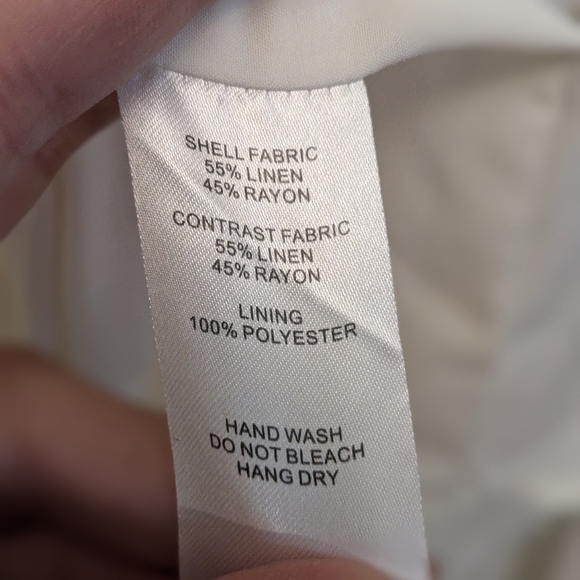 SHELL FABRIC
55% LINEN
45% RAYON
CONTRAST FABRIC
55% LINEN
45% RAYON
LINING
100% POLYESTER
HAND WASH
DO NOT BLEACH
HANG DRY